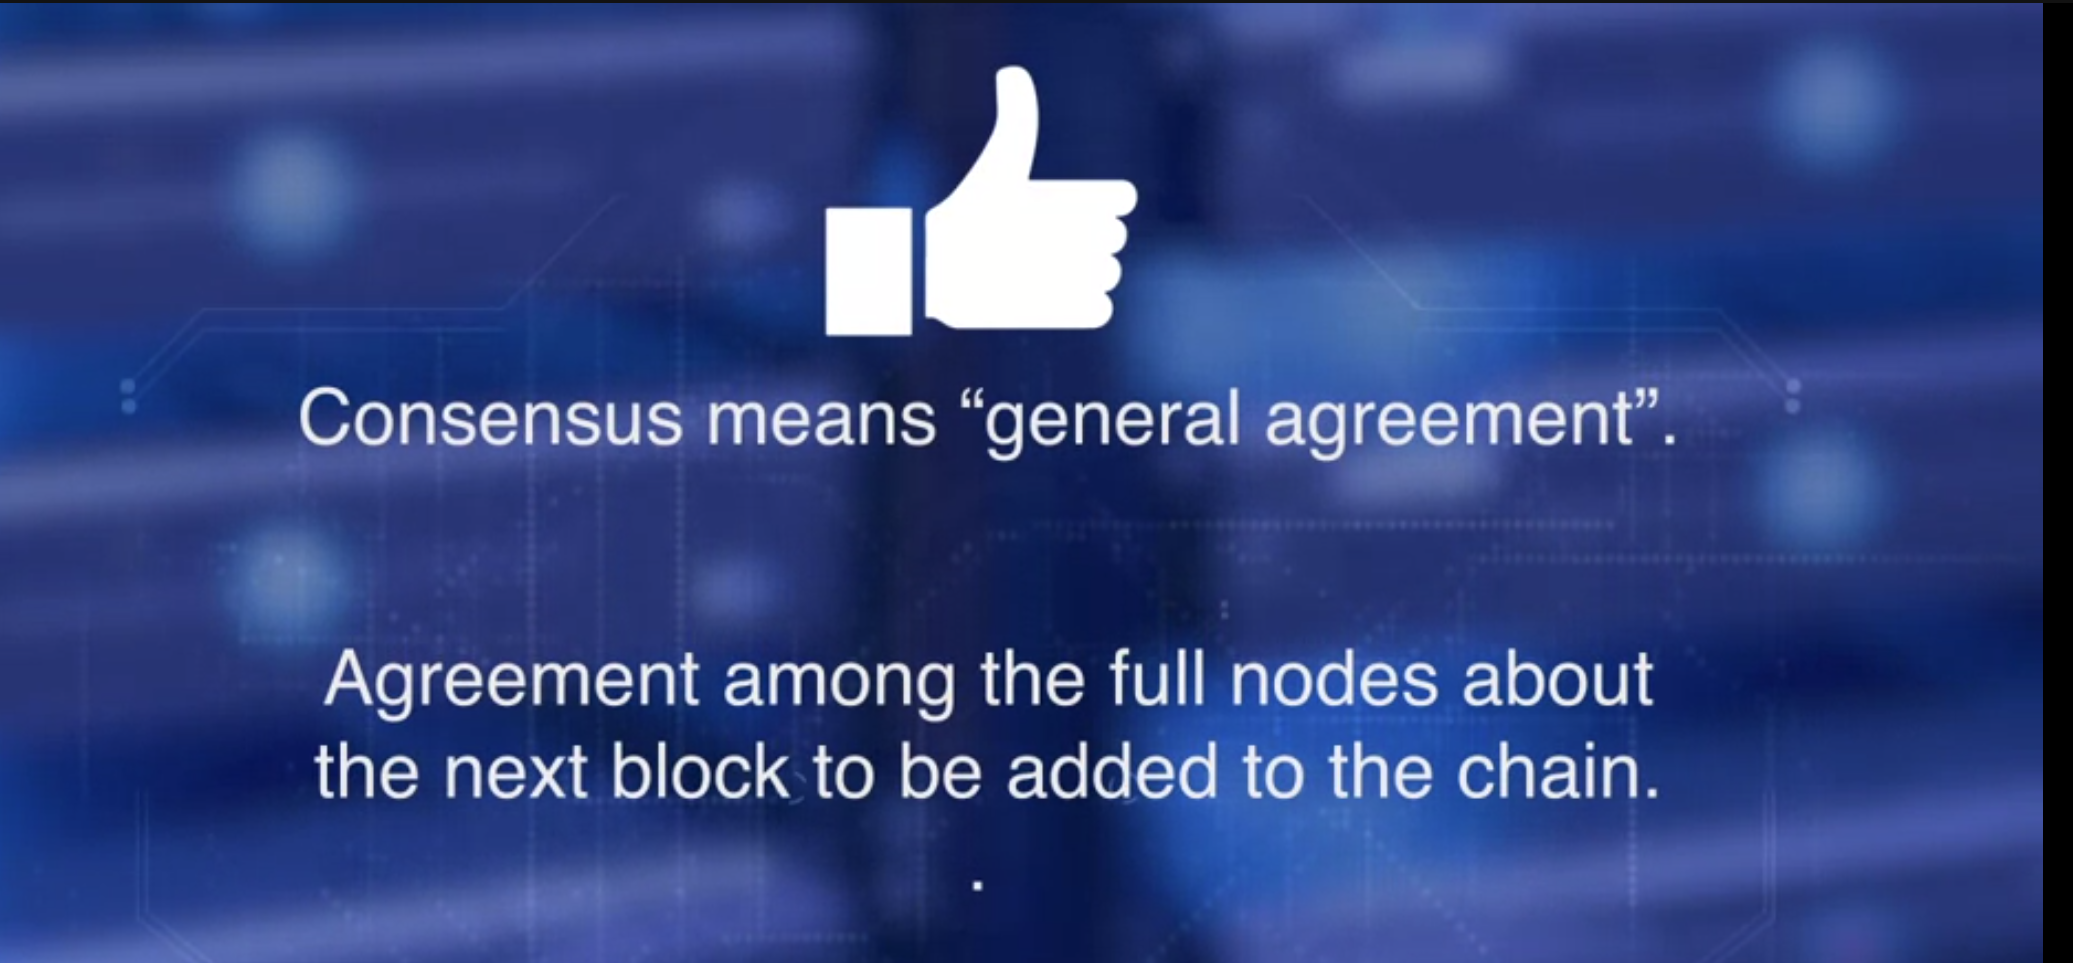 Consensus means “general agreement”.
Agreement among the full nodes about
the next block to be added to the chain.
.